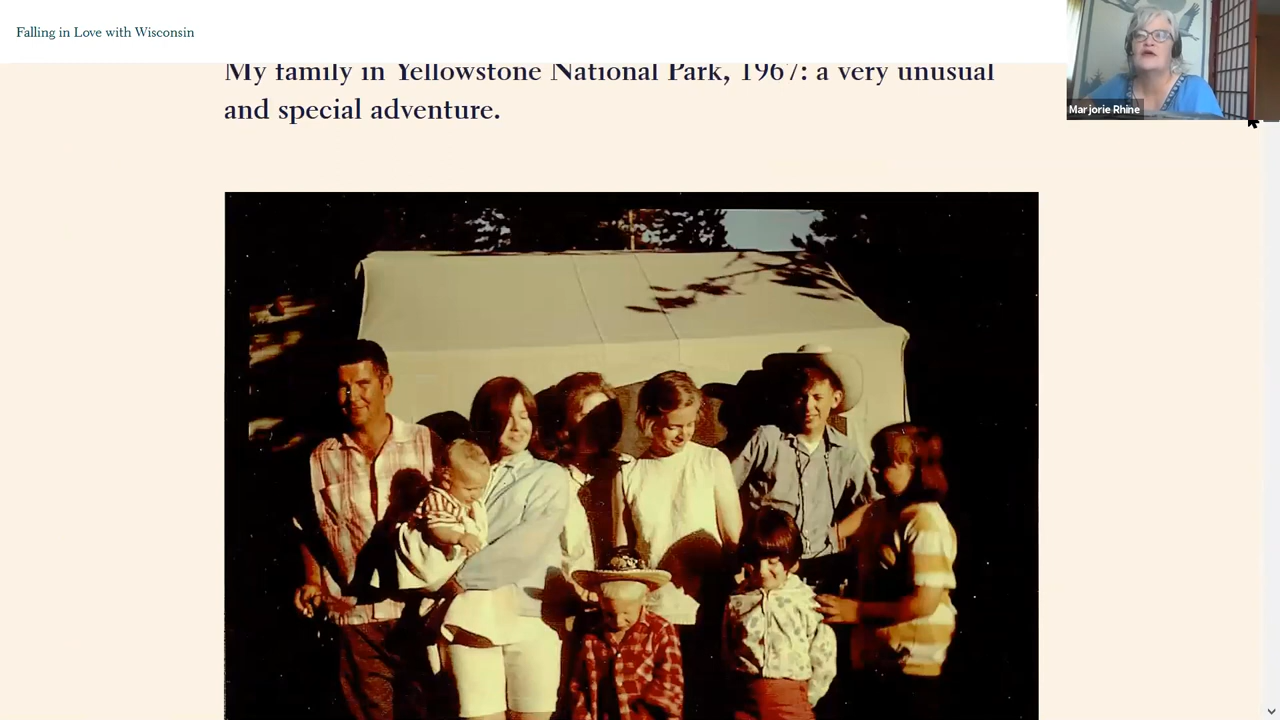 Falling in Love with Wisconsin
My family in Yellowstone National Park, 1967: a very unusual
and special adventure.
Marjorie Rhine